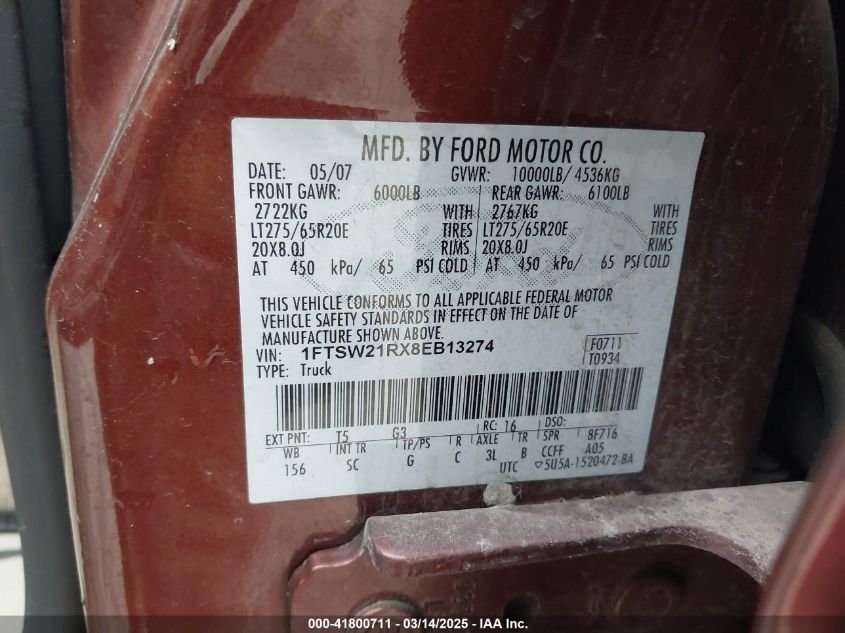 MFD. BY FORD MOTOR CO.
DATE: 05/07 GVWR: 10000LB/ 4536KG
FRONT GAWR: 6000LB REAR GAWR: 6100LB
2722KG WITH 2767KG WITH
LT275/65R20E TIRES LT275/65R20E TIRES
20X8.0J RIMS 20X8.0J RIMS
AT 450 kPa/ 65 PSI COLD AT 450 kPa/ 65 PSI COLD
THIS VEHICLE CONFORMS TO ALL APPLICABLE FEDERAL MOTOR
VEHICLE SAFETY STANDARDS IN EFFECT ON THE DATE OF
MANUFACTURE SHOWN ABOVE.
VIN: 1FTSW21RX8EB13274 F0711
TYPE: Truck T0934
EXT PNT: T5 G3 RC: 16 DSO:
WB INT TR TP/PS R AXLE TR SPR 8F716
156 SC G C 3L B CCFF A05
UTC ▽5U5A-1520472-BA
000-41800711 - 03/14/2025 - IAA Inc.